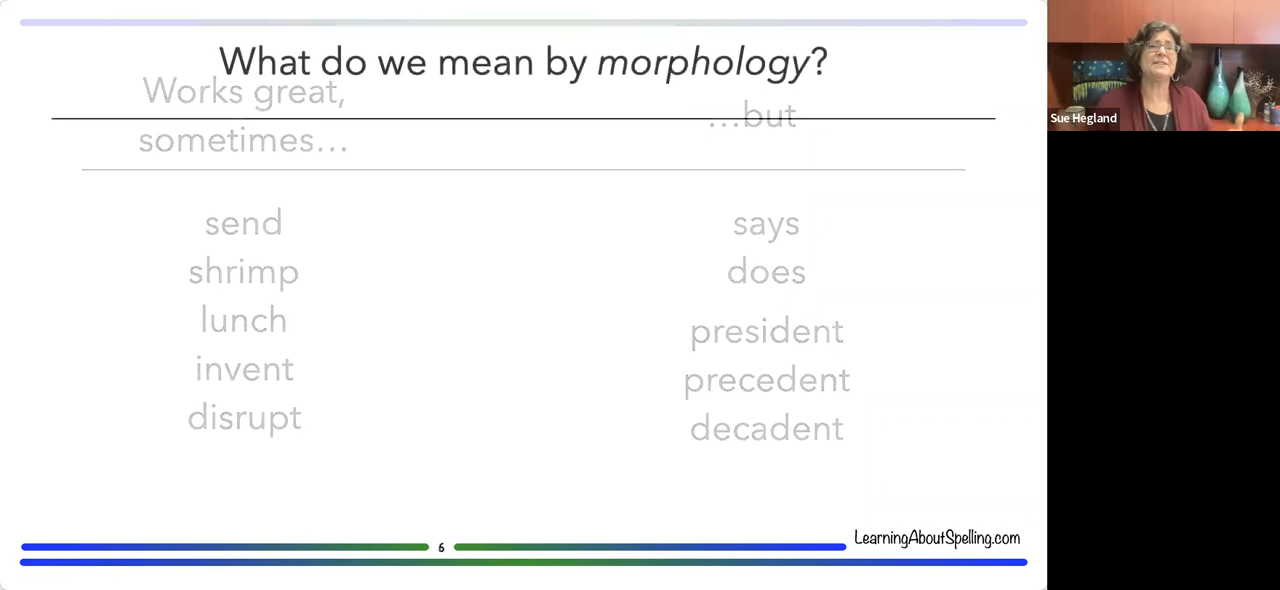 What do we mean by morphology?
Works great,
sometimes…
…but
send
shrimp
lunch
invent
disrupt
says
does
president
precedent
decadent
6
LearningAboutSpelling.com
Sue Hegland